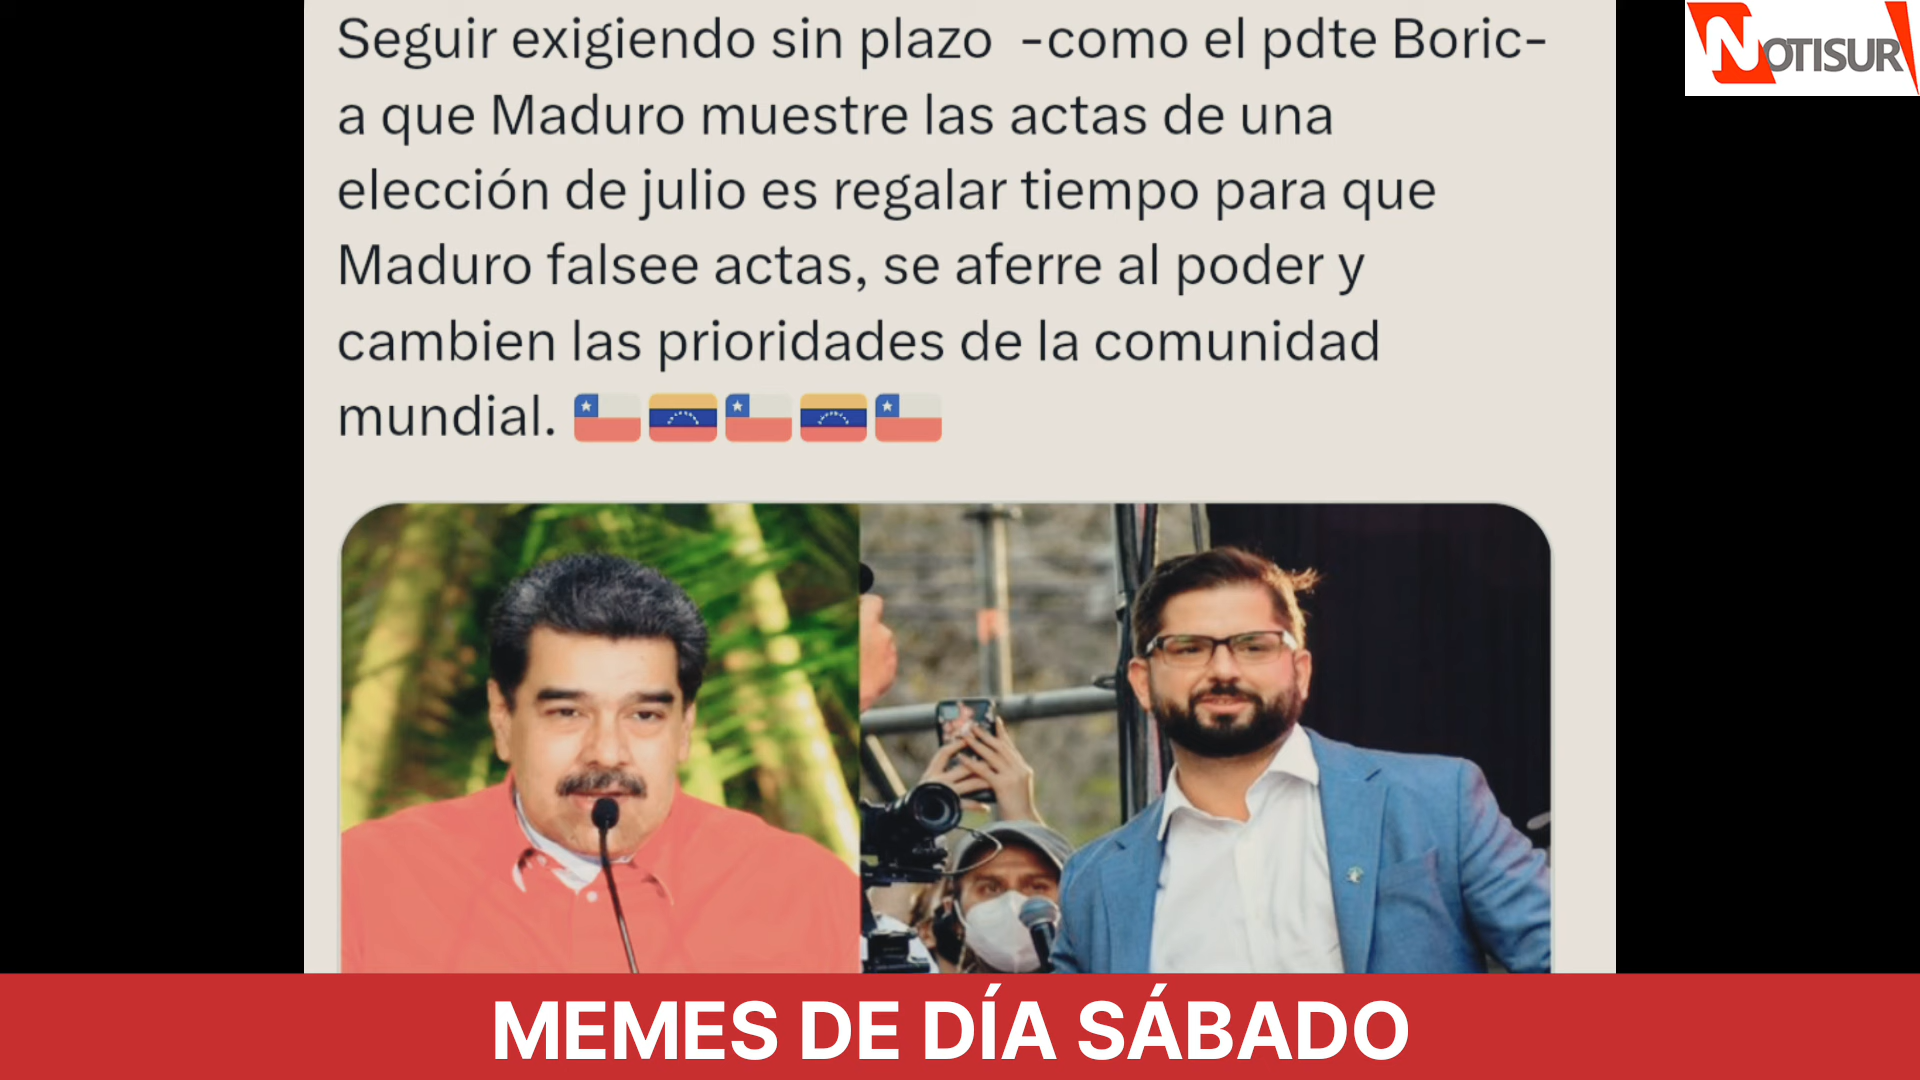 Seguir exigiendo sin plazo -como el pdte Boric-
a que Maduro muestre las actas de una
elección de julio es regalar tiempo para que
Maduro falsee actas, se aferre al poder y
cambien las prioridades de la comunidad
mundial. 🇨🇱🇻🇪🇨🇱🇻🇪🇨🇱
NOTISUR
MEMES DE DÍA SÁBADO